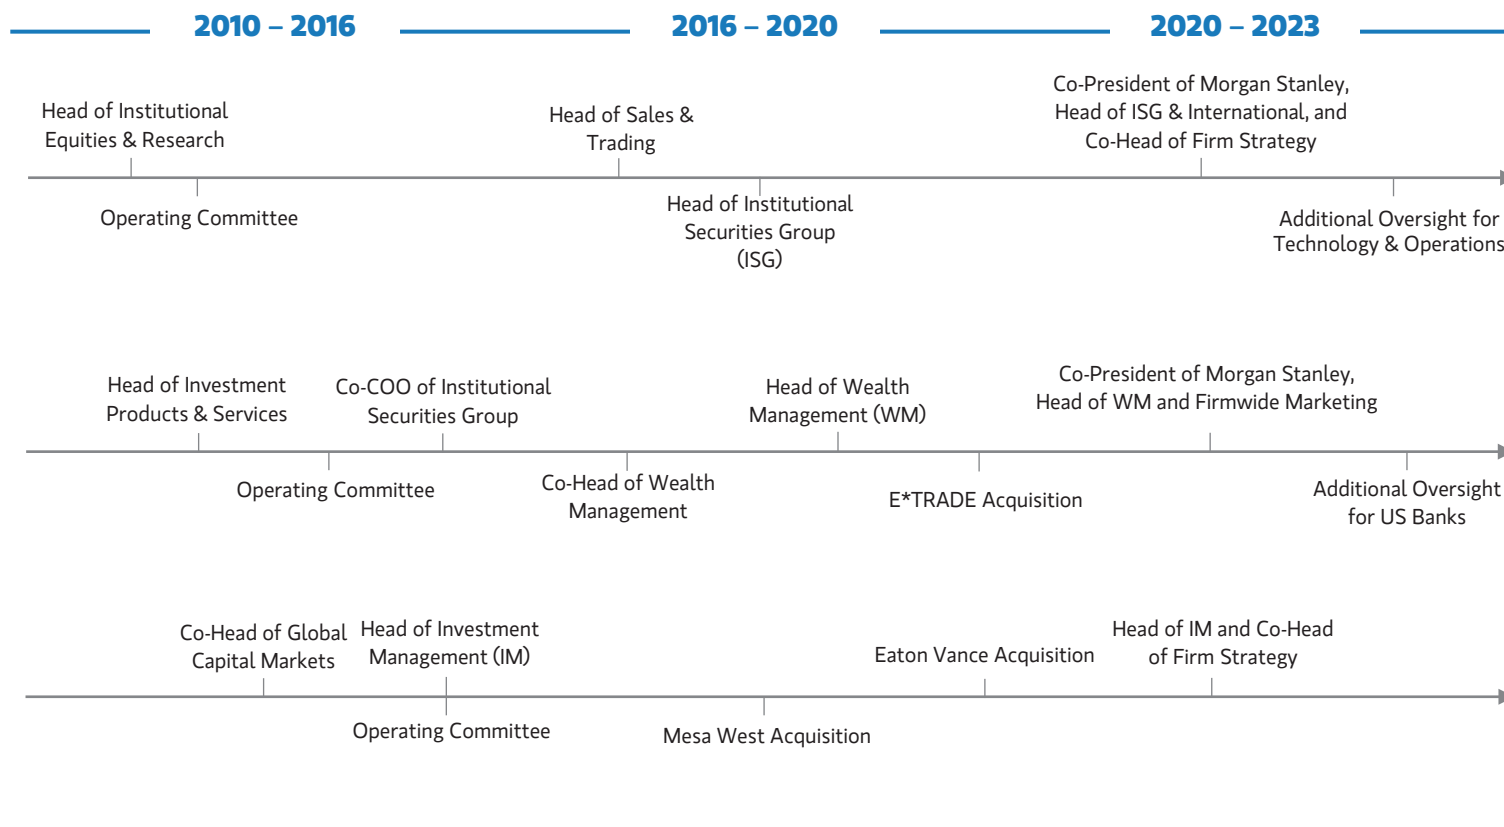 2010 – 2016
2016 – 2020
2020 – 2023
Head of Institutional
Equities & Research
Operating Committee
Head of Sales &
Trading
Head of Institutional
Securities Group
(ISG)
Co-President of Morgan Stanley,
Head of ISG & International, and
Co-Head of Firm Strategy
Additional Oversight for
Technology & Operations
Head of Investment
Products & Services
Operating Committee
Co-COO of Institutional
Securities Group
Co-Head of Wealth
Management
Head of Wealth
Management (WM)
E*TRADE Acquisition
Co-President of Morgan Stanley,
Head of WM and Firmwide Marketing
Additional Oversight
for US Banks
Co-Head of Global
Capital Markets
Head of Investment
Management (IM)
Operating Committee
Mesa West Acquisition
Eaton Vance Acquisition
Head of IM and Co-Head
of Firm Strategy